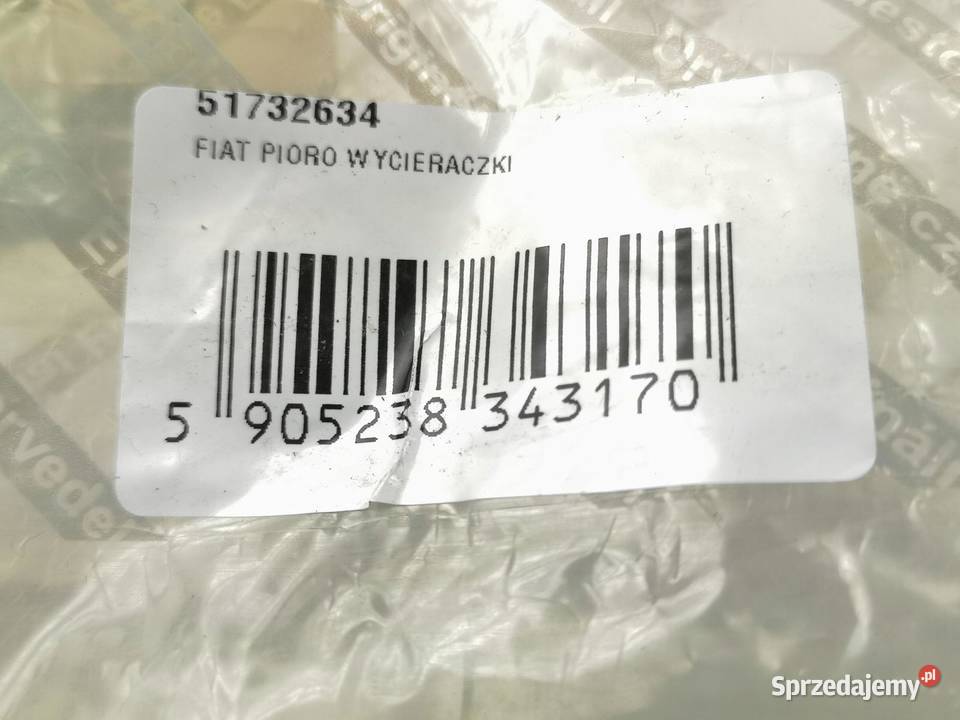 51732634
FIAT PIORO WYCIERACZKI
5 905238 343170
Sprzedajemy.pl